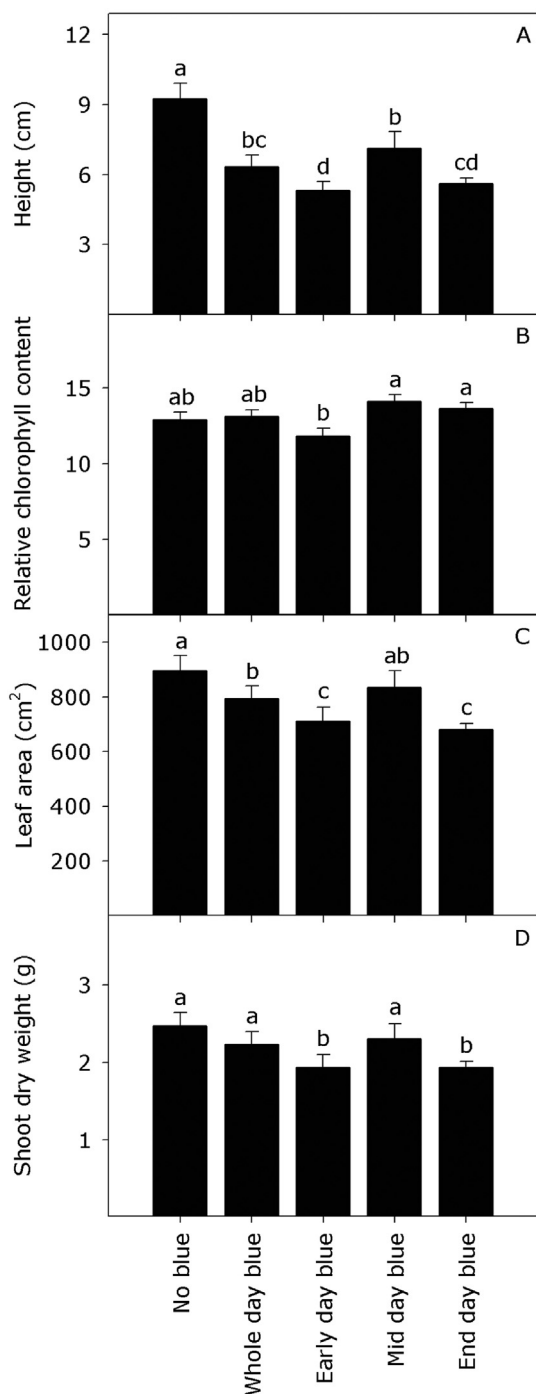 A
Height (cm)
12
9
6
3
a
bc
d
b
cd
B
Relative chlorophyll content
15
10
5
ab
ab
b
a
a
C
Leaf area (cm²)
1000
800
600
400
200
a
b
c
ab
c
D
Shoot dry weight (g)
3
2
1
a
a
b
a
b
No blue
Whole day blue
Early day blue
Mid day blue
End day blue